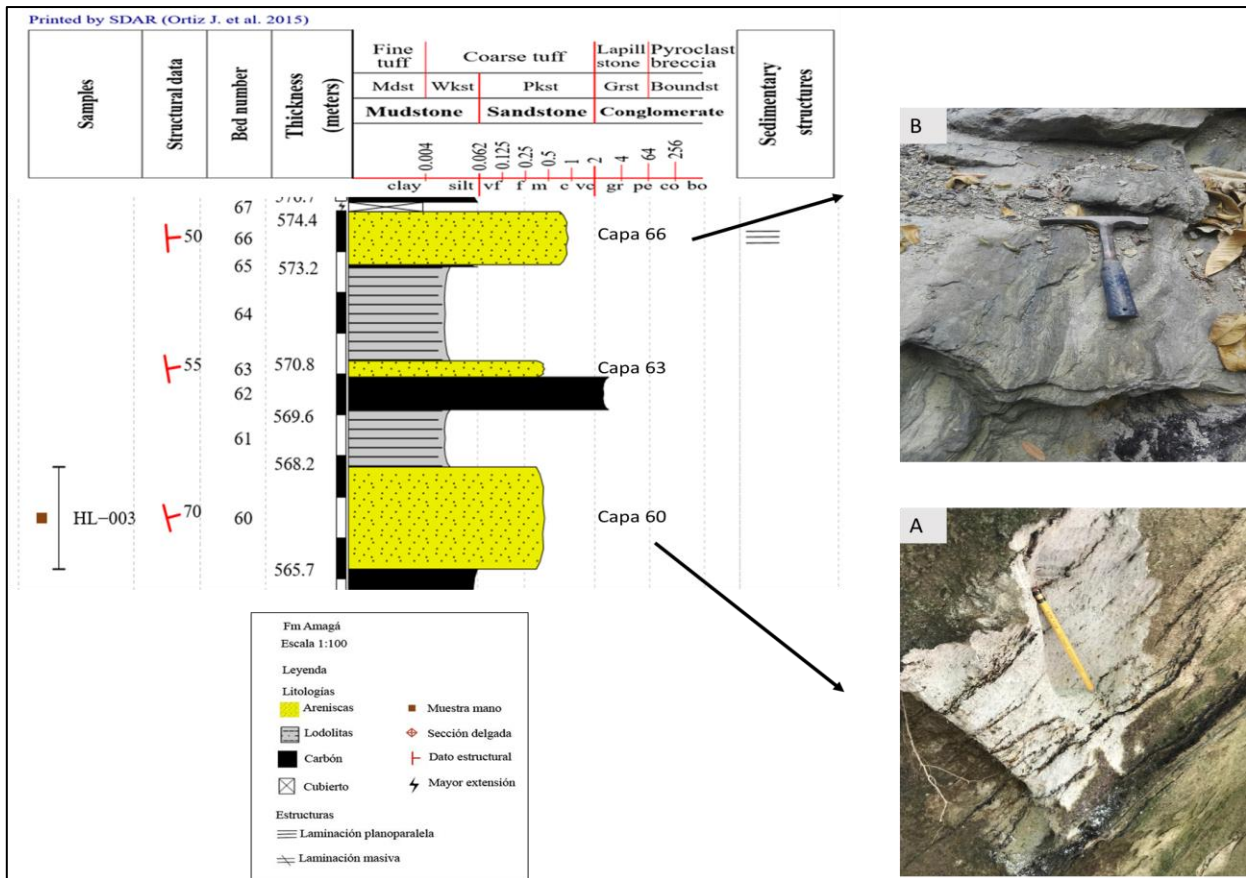 Printed by SDAR (Ortiz J. et al. 2015)
Samples
Structural data
Bed number
Thickness
(meters)
Fine tuff
Coarse tuff
Lapill stone
Pyroclast breccia
Mdst Wkst Pkst Grst Boundst
Mudstone Sandstone Conglomerate
0.004 0.062 0.125 0.25 0.5 1 2 4 64 256
clay silt vf f m c vc gr pe co bo
Sedimentary
structures
67
574.4
50 66 Capa 66
65 573.2
64
55 63 570.8 Capa 63
62
569.6
61
568.2
HL-003 70 60 Capa 60
565.7
B
A
Fm Amagá
Escala 1:100
Leyenda
Litologías
Areniscas Muestra mano
Lodolitas Sección delgada
Carbón Dato estructural
Cubierto Mayor extensión
Estructuras
Laminación planoparalela
Laminación masiva